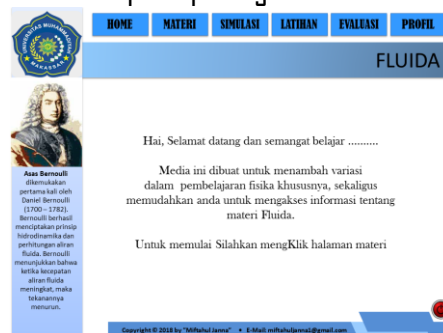 HOME MATERI SIMULASI LATIHAN EVALUASI PROFIL
FLUIDA
Hai, Selamat datang dan semangat belajar ..........
Media ini dibuat untuk menambah variasi
dalam pembelajaran fisika khususnya, sekaligus
memudahkan anda untuk mengakses informasi tentang
materi Fluida.
Untuk memulai Silahkan mengKlik halaman materi
Asas Bernoulli
dikemukakan
pertama kali oleh
Daniel Bernoulli
(1700 – 1782).
Bernoulli berhasil
menciptakan prinsip
hidrodinamika dan
perhitungan aliran
fluida. Bernoulli
menunjukkan bahwa
ketika kecepatan
aliran fluida
meningkat, maka
tekanannya
menurun.
Copyright © 2018 by "Miftahul Janna" • E-Mail miftahuljanna1@gmail.com